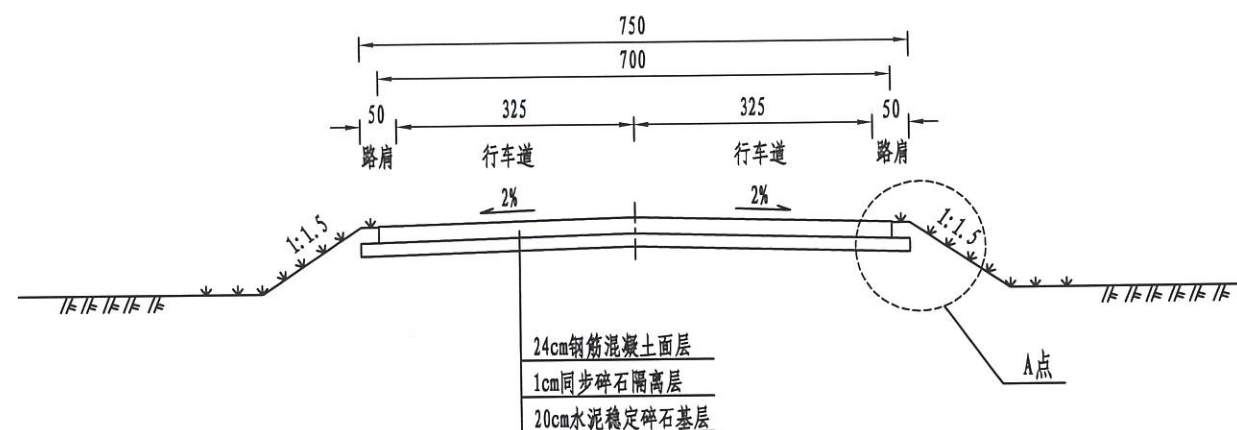 750
700
50 325 325 50
路肩 行车道 行车道 路肩
2% 2%
1:1.5 1:1.5
24cm钢筋混凝土面层
1cm同步碎石隔离层
20cm水泥稳定碎石基层
A点